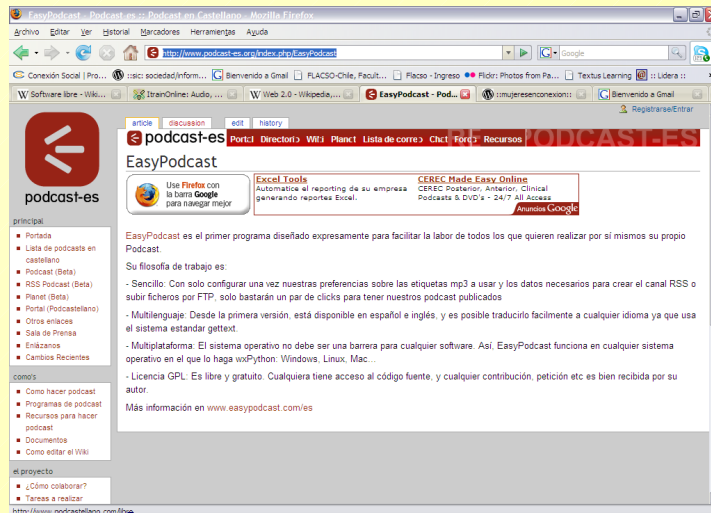 EasyPodcast - Podcast-es :: Podcast en Castellano - Mozilla Firefox
Archivo Editar Ver Historial Marcadores Herramientas Ayuda
http://www.podcast-es.org/index.php/EasyPodcast
Google
Conexión Social | Pro... ::sic: sociedad/inform... Bienvenido a Gmail FLACSO-Chile, Facult... Flacso - Ingreso Flickr: Photos from Pa... Textus Learning :: Lidera ::
Software libre - Wiki... ItrainOnline: Audio, ... Web 2.0 - Wikipedia,... EasyPodcast - Pod... ::mujeresenconexion:: Bienvenido a Gmail
Registrarse/Entrar
article discussion edit history
podcast-es Portal Directorio Wiki Planet Lista de correo Chat Foros Recursos
PODCAST-ES
podcast-es
EasyPodcast
Use Firefox con
la barra Google
para navegar mejor
Excel Tools
Automatice el reporting de su empresa
generando reportes Excel.
CEREC Made Easy Online
CEREC Posterior, Anterior, Clinical
Podcasts & DVD's - 24/7 All Access
Anuncios Google
EasyPodcast es el primer programa diseñado expresamente para facilitar la labor de todos los que quieren realizar por sí mismos su propio
Podcast.
Su filosofía de trabajo es:
- Sencillo: Con solo configurar una vez nuestras preferencias sobre las etiquetas mp3 a usar y los datos necesarios para crear el canal RSS o
subir ficheros por FTP, solo bastarán un par de clicks para tener nuestros podcast publicados
- Multilenguaje: Desde la primera versión, está disponible en español e inglés, y es posible traducirlo facilmente a cualquier idioma ya que usa
el sistema estandar gettext.
- Multiplataforma: El sistema operativo no debe ser una barrera para cualquier software. Así, EasyPodcast funciona en cualquier sistema
operativo en el que lo haga wxPython: Windows, Linux, Mac...
- Licencia GPL: Es libre y gratuito. Cualquiera tiene acceso al código fuente, y cualquier contribución, petición etc es bien recibida por su
autor.
Más información en www.easypodcast.com/es
principal
Portada
Lista de podcasts en
castellano
Podcast (Beta)
RSS Podcast (Beta)
Planet (Beta)
Portal (Podcastellano)
Otros enlaces
Sala de Prensa
Enlázanos
Cambios Recientes
como's
Como hacer podcast
Programas de podcast
Recursos para hacer
podcast
Documentos
Como editar el Wiki
el proyecto
¿Cómo colaborar?
Tareas a realizar
http://www.podcastellano.com/libre